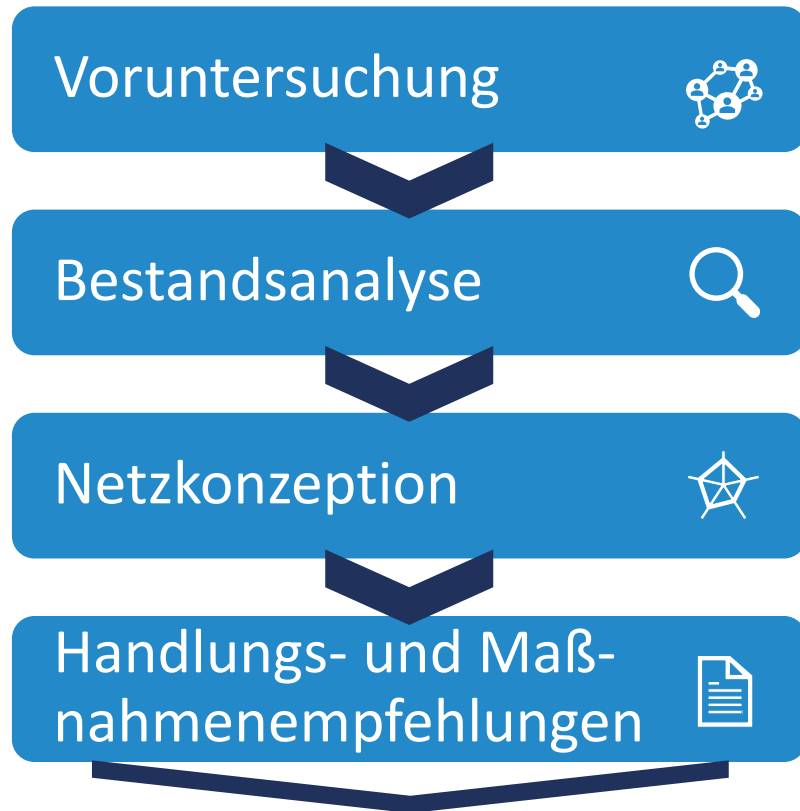 Voruntersuchung
Bestandsanalyse
Netzkonzeption
Handlungs- und Maß-
nahmenempfehlungen